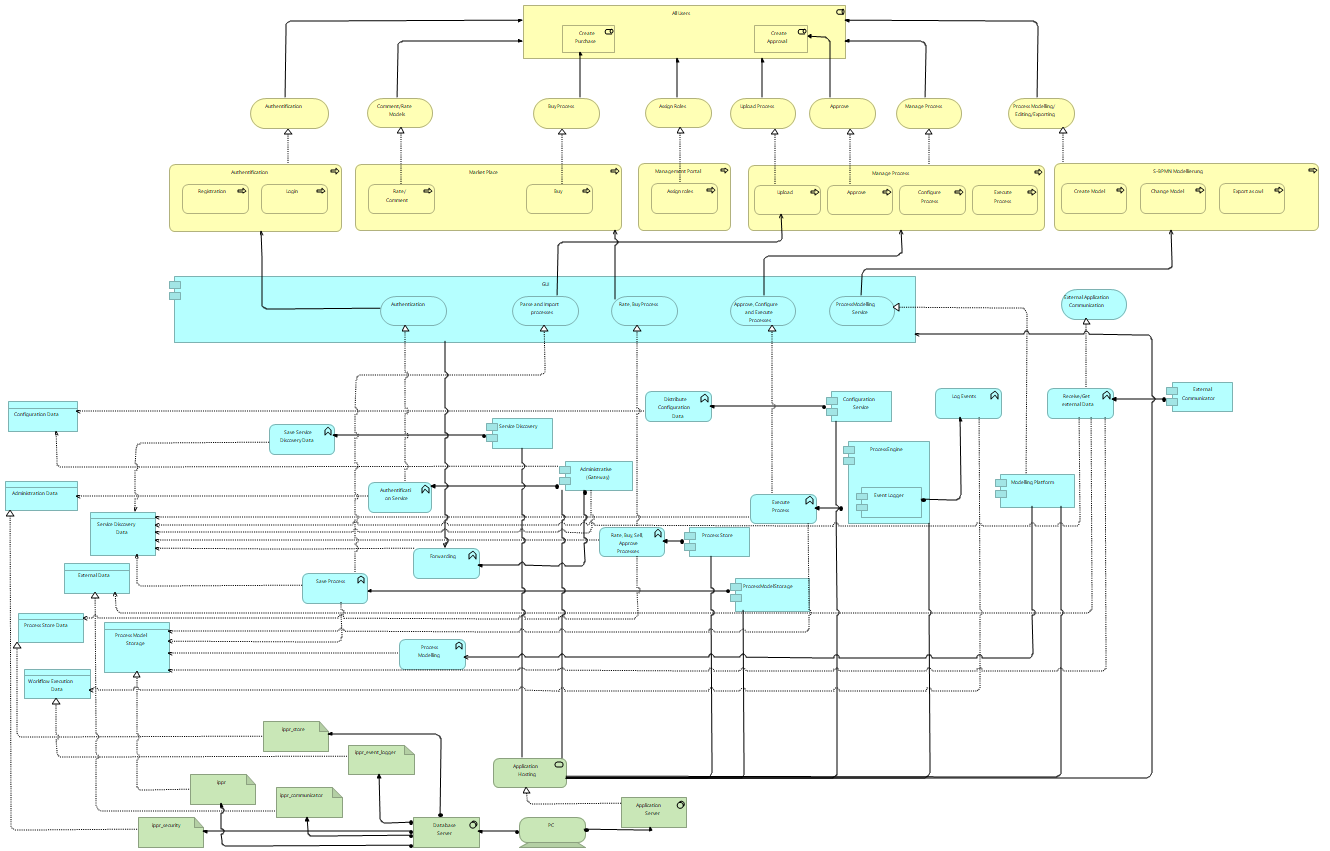 All Users
Create
Purchase
Create
Approval
Authentification
Comment/Rate
Models
Buy Process
Assign Roles
Upload Process
Approve
Manage Process
Process Modelling/
Editing/Exporting
Authentification
Registration
Login
Market Place
Rate/
Comment
Buy
Management Portal
Assign roles
Manage Process
Upload
Approve
Configure
Process
Execute
Process
S-BPMN Modellierung
Create Model
Change Model
Export as owl
GUI
Authentication
Parse and Import
processes
Rate, Buy Process
Approve, Configure
and Execute
Processes
ProcessModelling
Service
External Application
Communication
Configuration Data
Distribute
Configuration
Data
Configuration
Service
Log Events
Receive/Get
external Data
External
Communicator
Save Service
Discovery Data
Service Discovery
ProcessEngine
Event Logger
Administrative
(Gateway)
Modelling Platform
Administration Data
Authentificati
on Service
Execute
Process
Service Discovery
Data
Rate, Buy, Sell,
Approve
Processes
Process Store
Forwarding
External Data
Save Process
ProcessModelStorage
Process Store Data
Process Model
Storage
Process
Modelling
Workflow Execution
Data
ippr_store
ippr_event_logger
Application
Hosting
ippr
ippr_communicator
Application
Server
ippr_security
Database
Server
PC